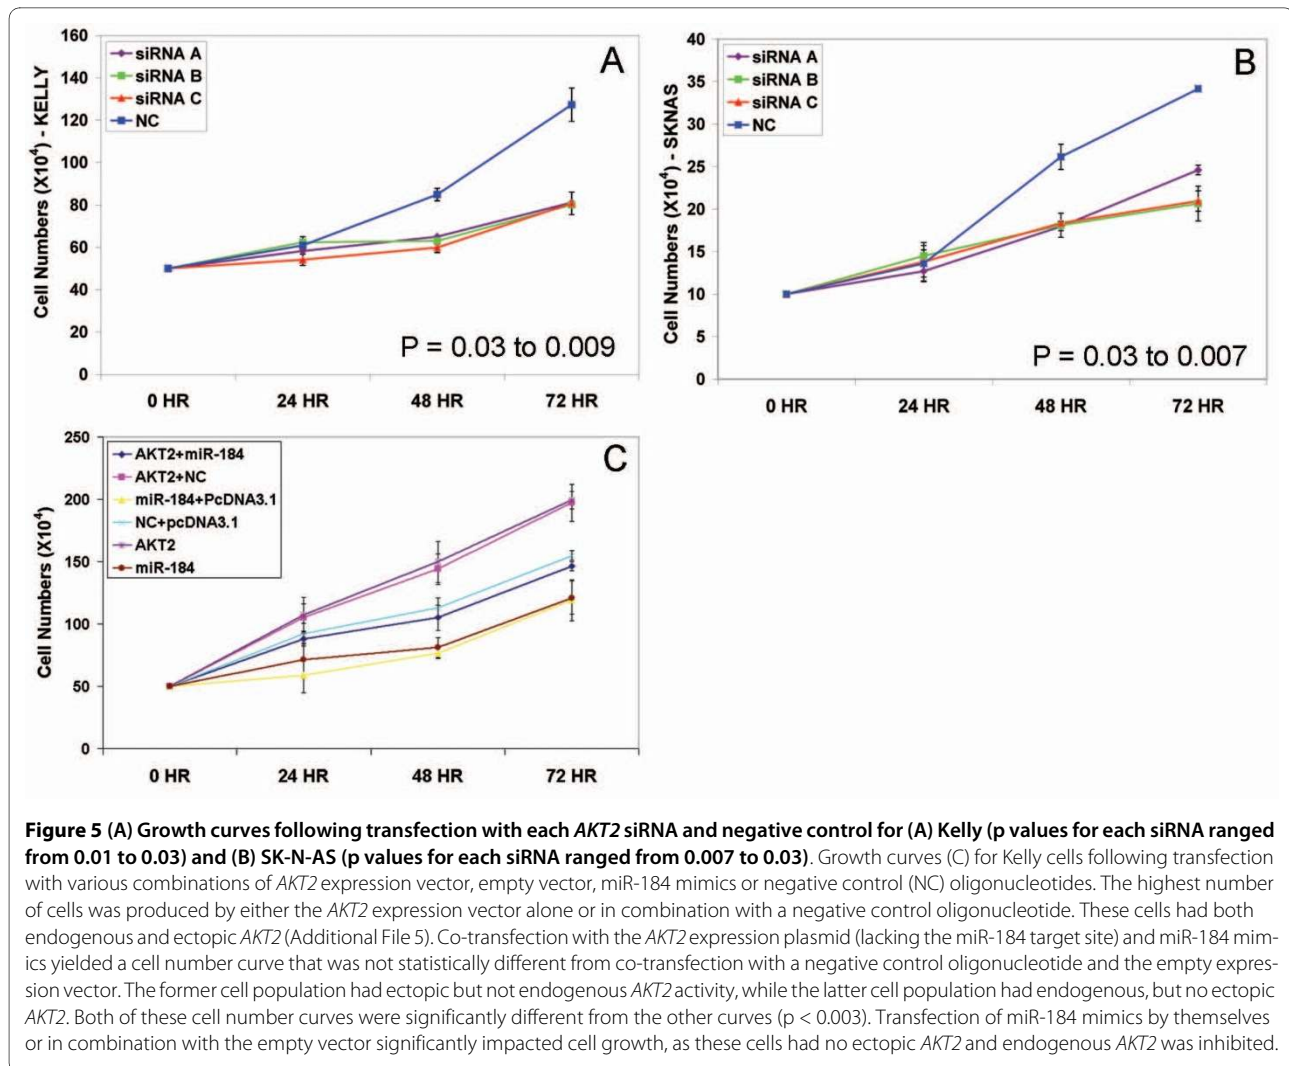 160
140
120
100
80
60
40
20
0
Cell Numbers (X10⁴) - KELLY
siRNA A
siRNA B
siRNA C
NC
A
P = 0.03 to 0.009
0 HR 24 HR 48 HR 72 HR
40
35
30
25
20
15
10
5
0
Cell Numbers (X10⁴) - SKNAS
siRNA A
siRNA B
siRNA C
NC
B
P = 0.03 to 0.007
0 HR 24 HR 48 HR 72 HR
250
200
150
100
50
0
Cell Numbers (X10⁴)
AKT2+miR-184
AKT2+NC
miR-184+PcDNA3.1
NC+pcDNA3.1
AKT2
miR-184
C
0 HR 24 HR 48 HR 72 HR
Figure 5 (A) Growth curves following transfection with each AKT2 siRNA and negative control for (A) Kelly (p values for each siRNA ranged
from 0.01 to 0.03) and (B) SK-N-AS (p values for each siRNA ranged from 0.007 to 0.03). Growth curves (C) for Kelly cells following transfection
with various combinations of AKT2 expression vector, empty vector, miR-184 mimics or negative control (NC) oligonucleotides. The highest number
of cells was produced by either the AKT2 expression vector alone or in combination with a negative control oligonucleotide. These cells had both
endogenous and ectopic AKT2 (Additional File 5). Co-transfection with the AKT2 expression plasmid (lacking the miR-184 target site) and miR-184 mim-
ics yielded a cell number curve that was not statistically different from co-transfection with a negative control oligonucleotide and the empty expres-
sion vector. The former cell population had ectopic but not endogenous AKT2 activity, while the latter cell population had endogenous, but no ectopic
AKT2. Both of these cell number curves were significantly different from the other curves (p < 0.003). Transfection of miR-184 mimics by themselves
or in combination with the empty vector significantly impacted cell growth, as these cells had no ectopic AKT2 and endogenous AKT2 was inhibited.